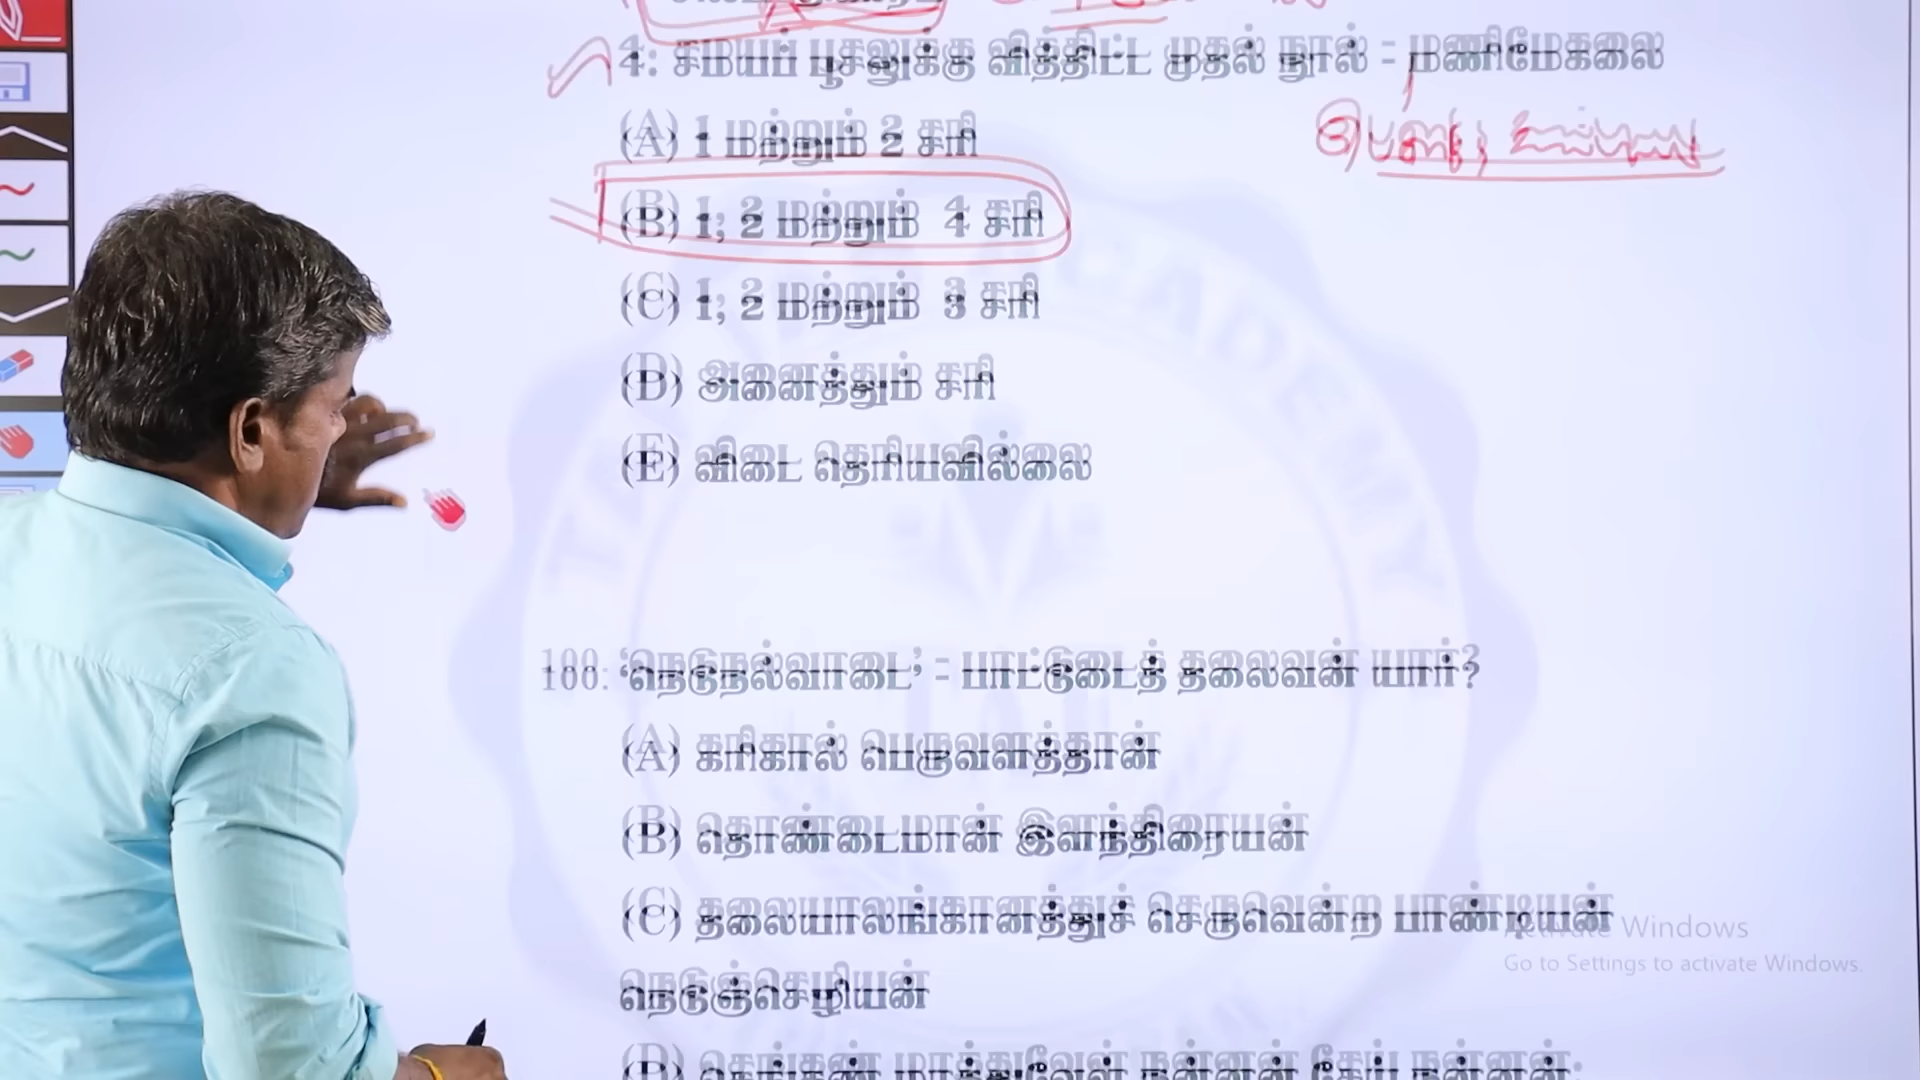 4: சமயப் பூசலுக்கு வித்திட்ட முதல் நூல் - மணிமேகலை
(A) 1 மற்றும் 2 சரி
(B) 1; 2 மற்றும் 4 சரி
(C) 1; 2 மற்றும் 3 சரி
(D) அனைத்தும் சரி
(E) விடை தெரியவில்லை
100: ‘நெடுநல்வாடை’ - பாட்டுடைத் தலைவன் யார்?
(A) கரிகால் பெருவளத்தான்
(B) தொண்டைமான் இளந்திரையன்
(C) தலையாலங்கானத்துச் செருவென்ற பாண்டியன்
நெடுஞ்செழியன்
Activate Windows
Go to Settings to activate Windows.